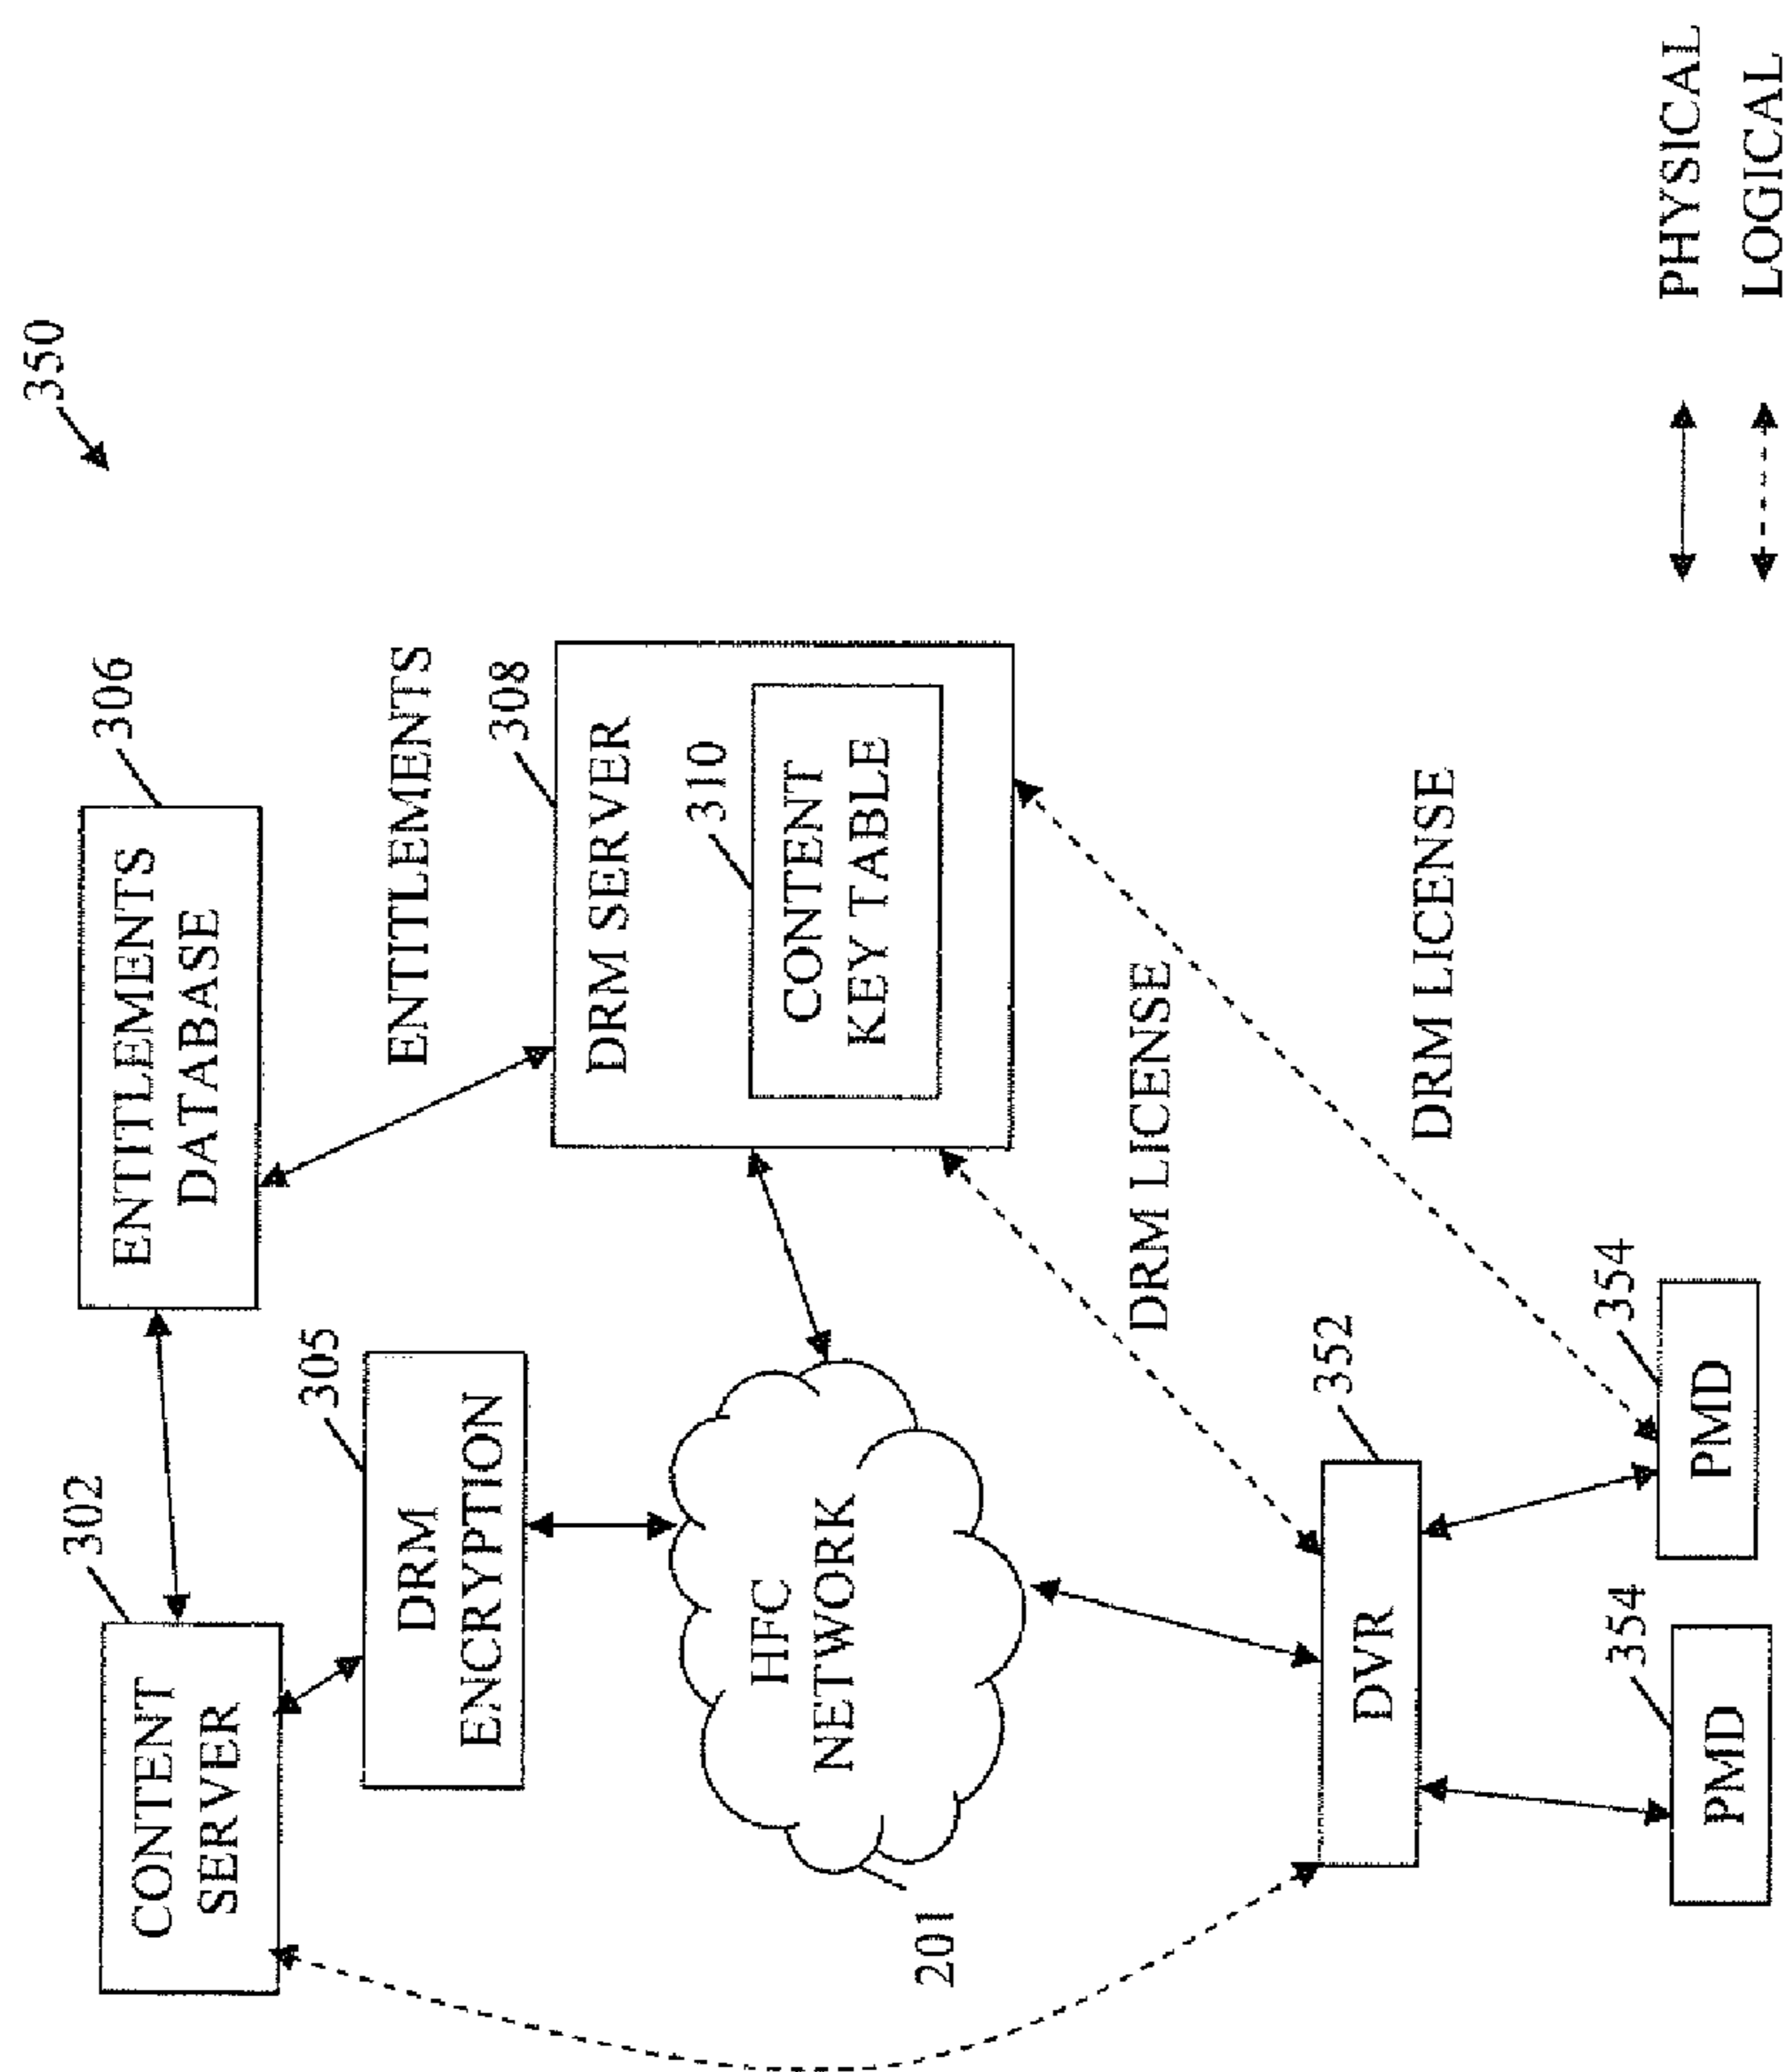 350
302
CONTENT
SERVER
306
ENTITLEMENTS
DATABASE
305
DRM
ENCRYPTION
ENTITLEMENTS
308
DRM SERVER
310
CONTENT
KEY TABLE
HFC
NETWORK
201
DRM LICENSE
DRM LICENSE
352
DVR
354
PMD
354
PMD
PHYSICAL
LOGICAL